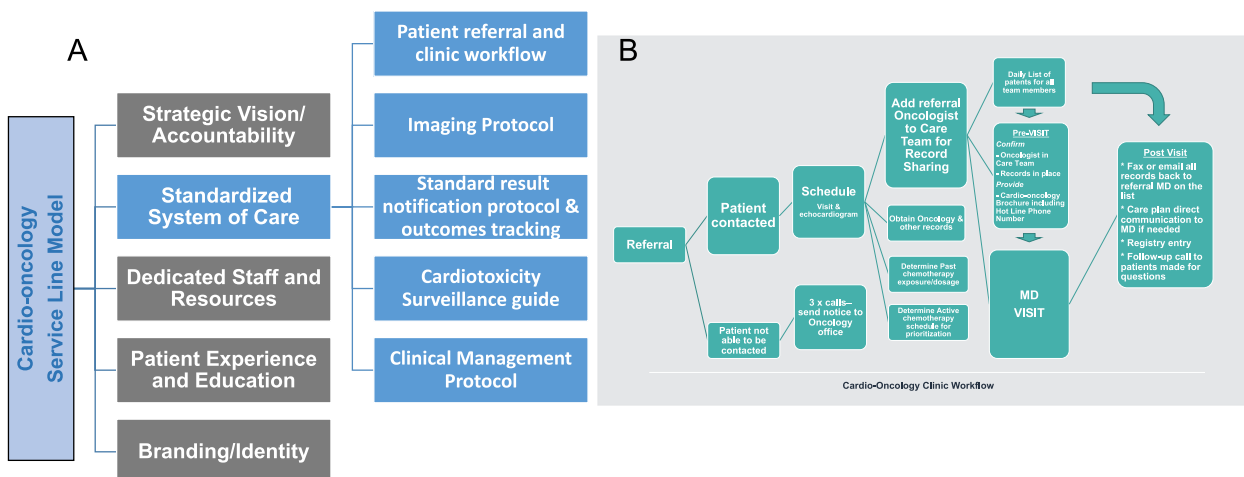 A
Cardio-oncology
Service Line Model
Strategic Vision/
Accountability
Standardized
System of Care
Dedicated Staff and
Resources
Patient Experience
and Education
Branding/Identity
Patient referral and
clinic workflow
Imaging Protocol
Standard result
notification protocol &
outcomes tracking
Cardiotoxicity
Surveillance guide
Clinical Management
Protocol
B
Referral
Patient
contacted
Patient not
able to be
contacted
Schedule
Visit &
echocardiogram
3 x calls--
send notice to
Oncology
office
Add referral
Oncologist
to Care
Team for
Record
Sharing
Obtain Oncology &
other records
Determine Past
chemotherapy
exposure/dosage
Determine Active
chemotherapy
schedule for
prioritization
Daily List of
patents for all
team members
Pre-VISIT
Confirm
- Oncologist in
Care Team
- Records in place
Provide
- Cardio-oncology
Brochure including
Hot Line Phone
Number
MD
VISIT
Post Visit
* Fax or email all
records back to
referral MD on the
list
* Care plan direct
communication to
MD if needed
* Registry entry
* Follow-up call to
patients made for
questions
Cardio-Oncology Clinic Workflow